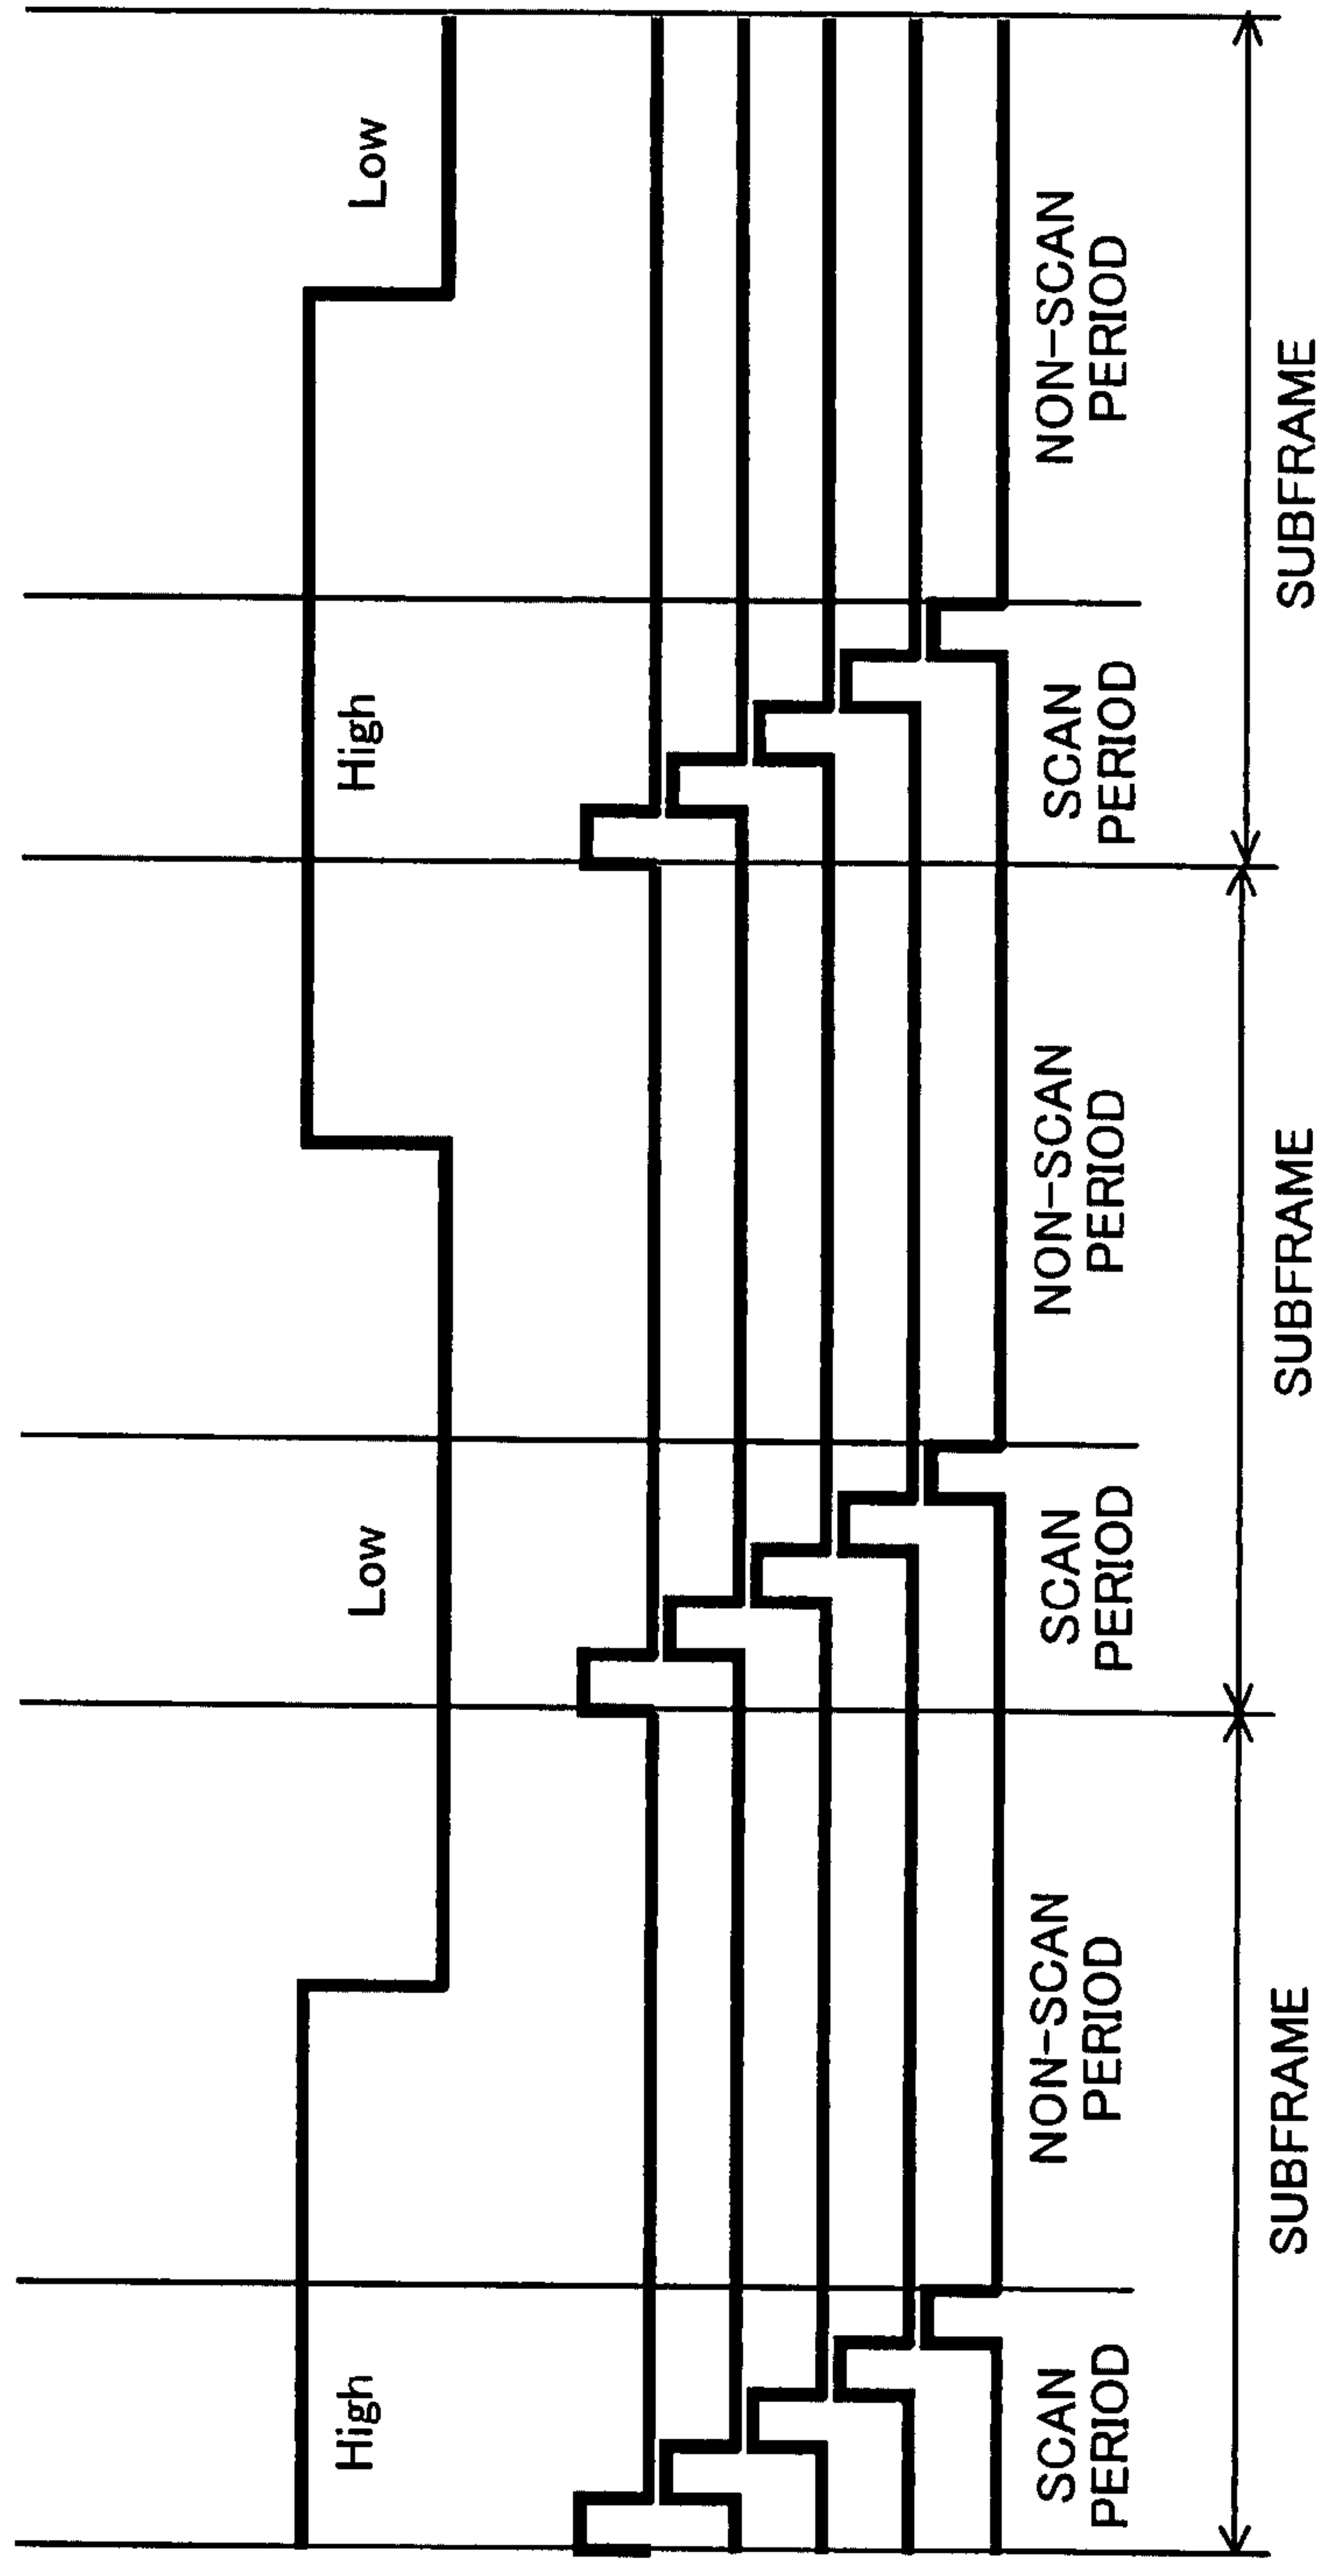 High
Low
High
Low
SCAN
PERIOD
NON-SCAN
PERIOD
SCAN
PERIOD
NON-SCAN
PERIOD
SCAN
PERIOD
NON-SCAN
PERIOD
SUBFRAME
SUBFRAME
SUBFRAME